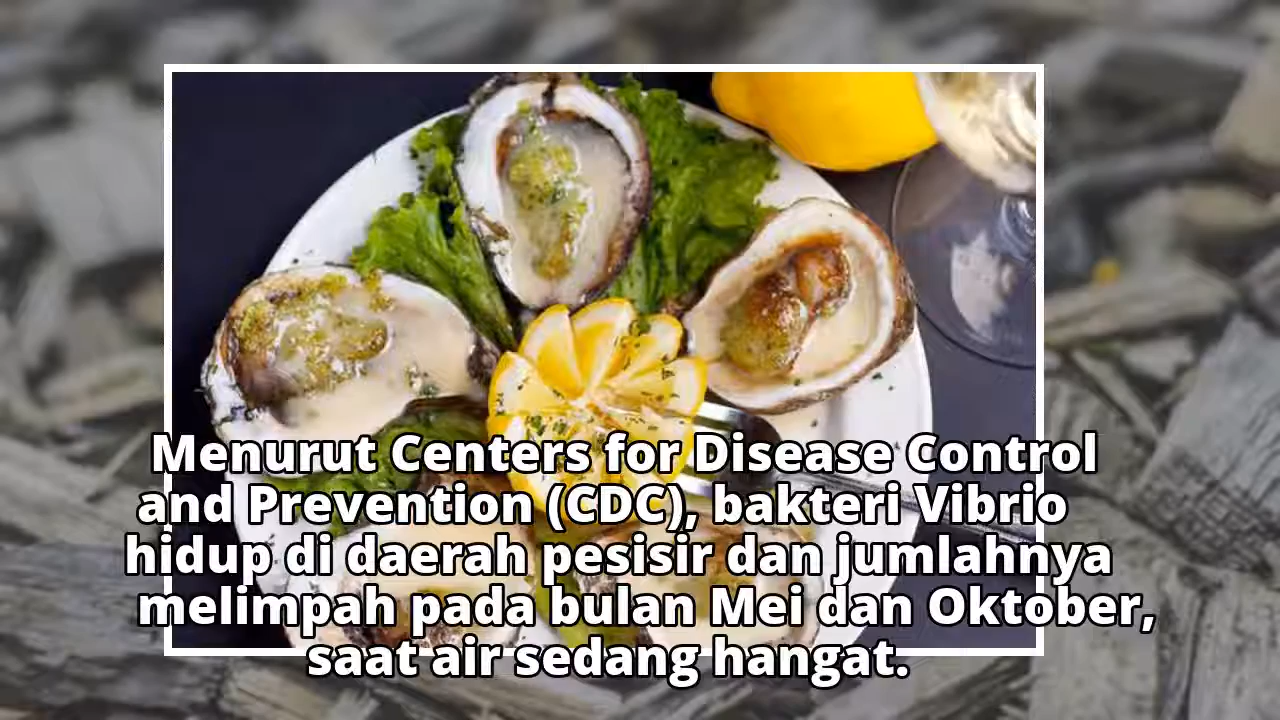 Menurut Centers for Disease Control
and Prevention (CDC), bakteri Vibrio
hidup di daerah pesisir dan jumlahnya
melimpah pada bulan Mei dan Oktober,
saat air sedang hangat.